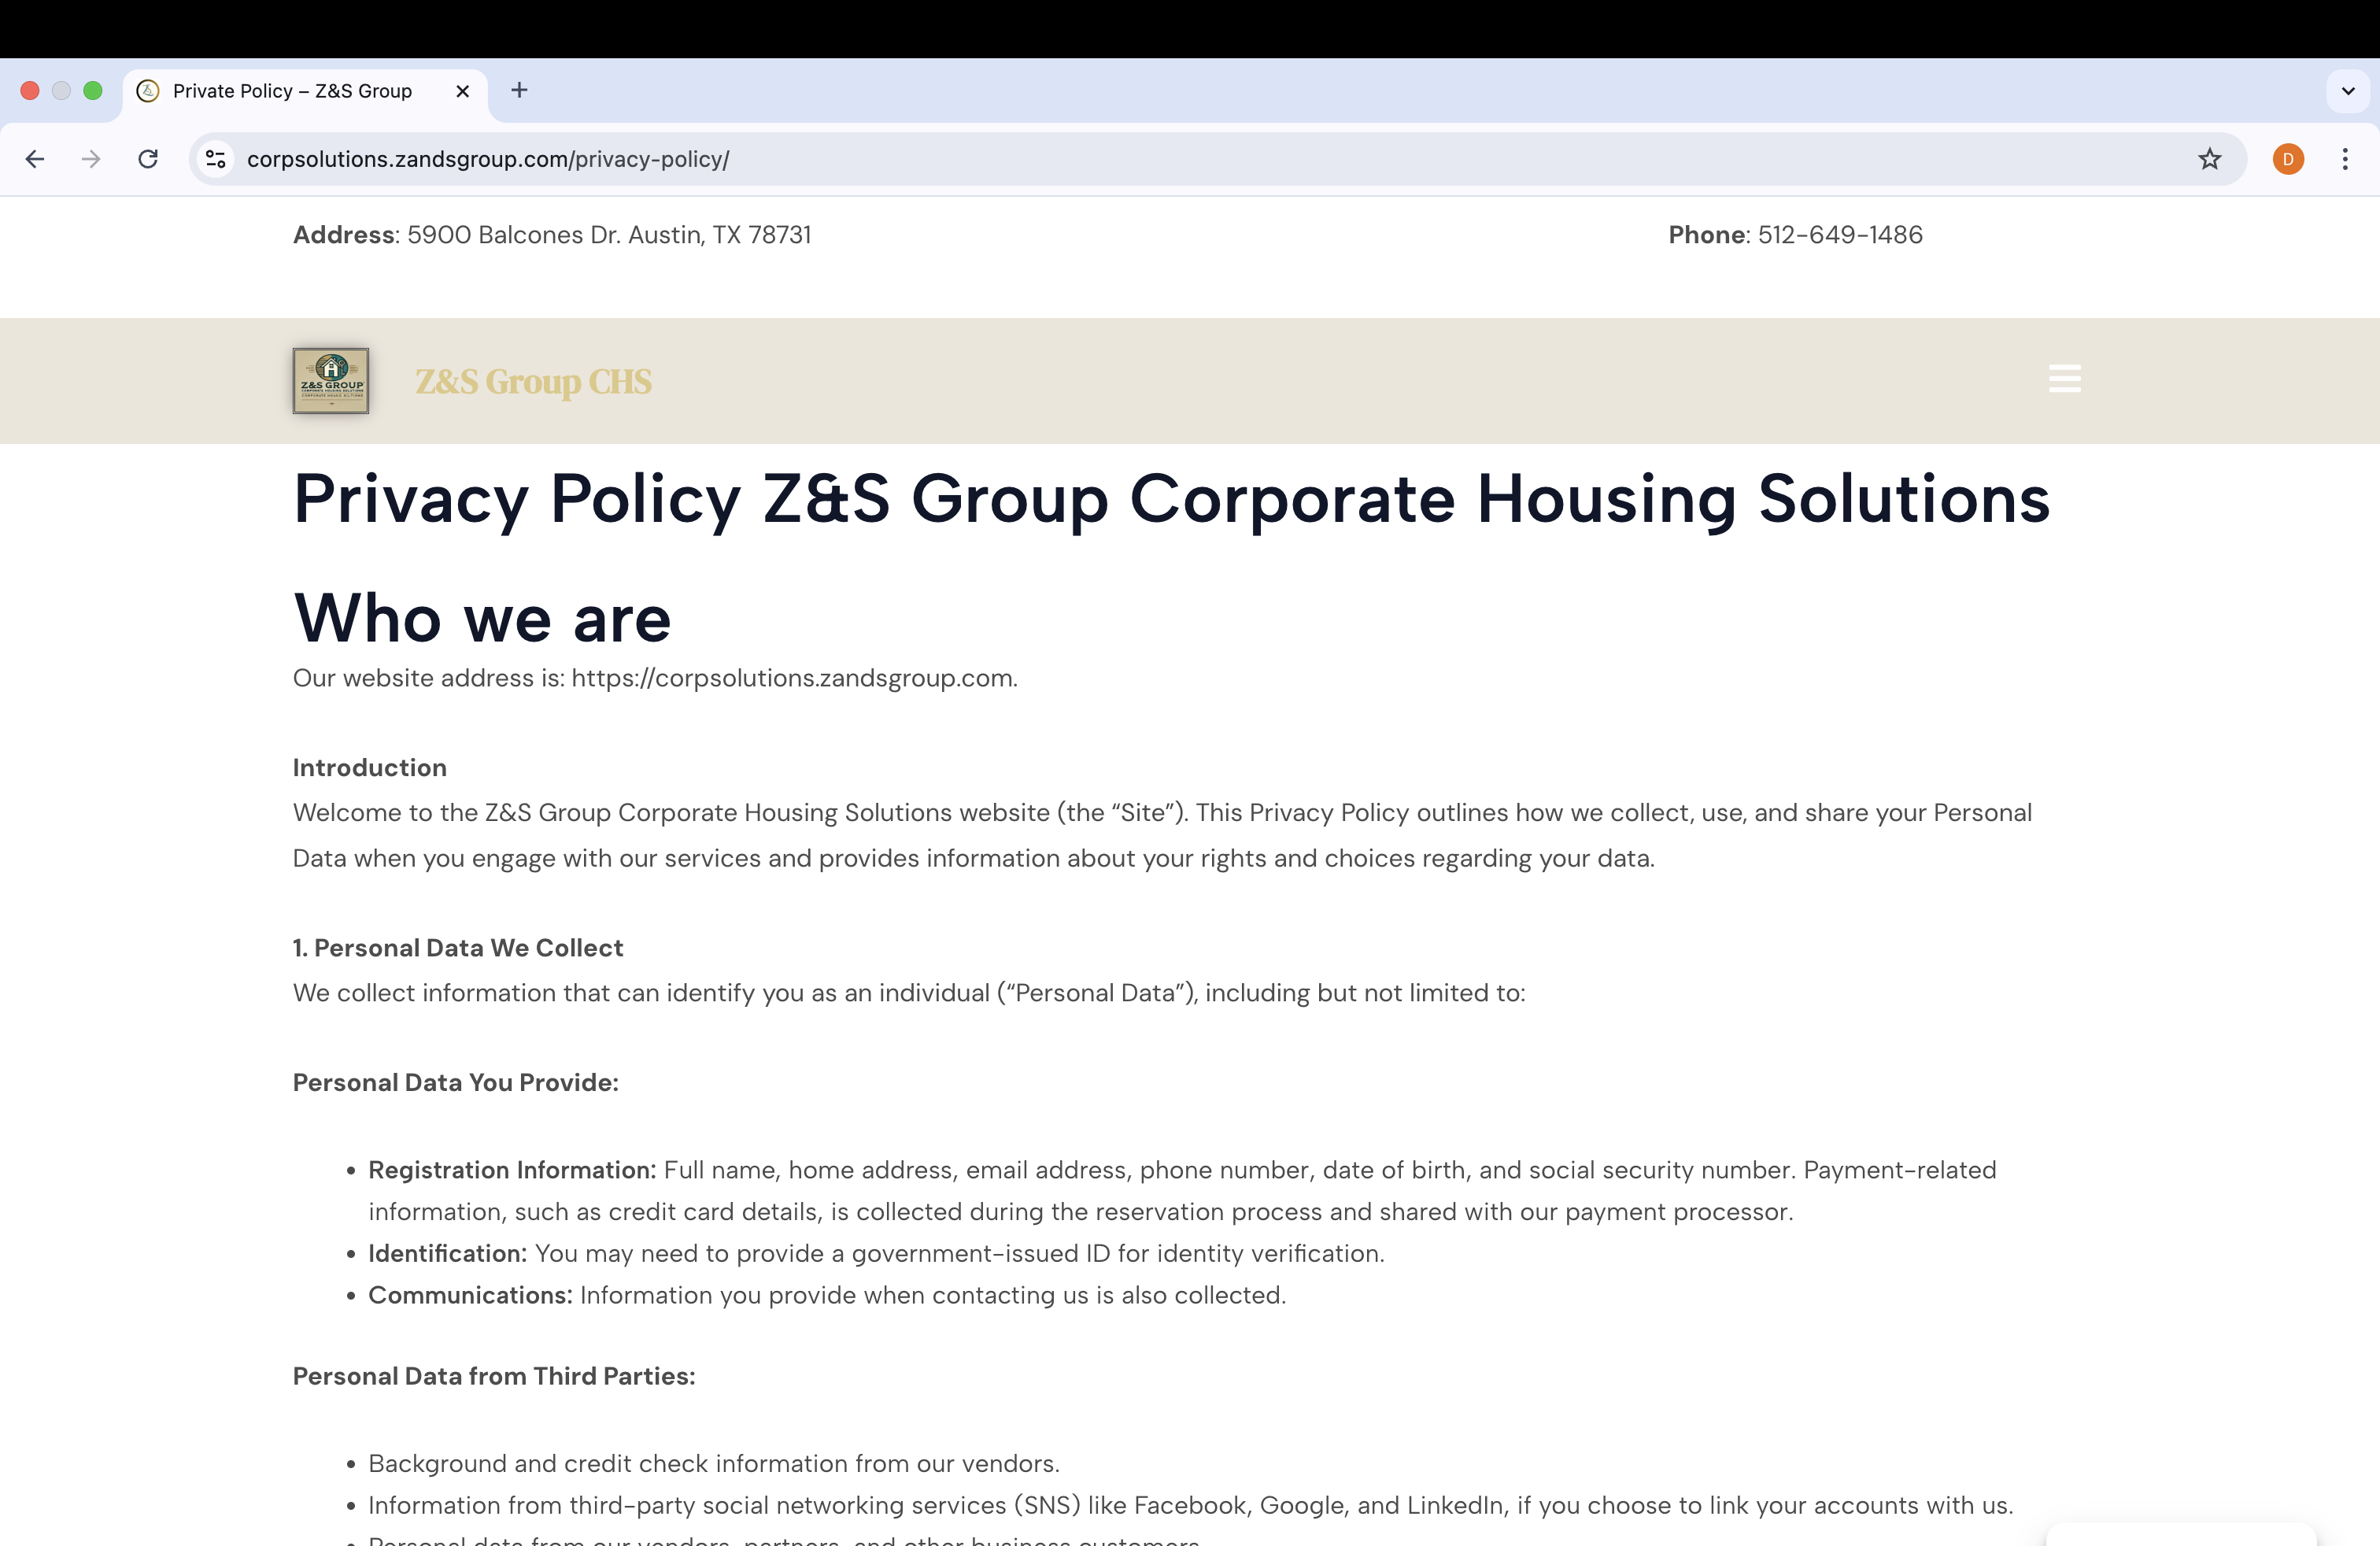 Private Policy – Z&S Group
corpsolutions.zandsgroup.com/privacy-policy/
D
Address: 5900 Balcones Dr. Austin, TX 78731
Phone: 512-649-1486
Z&S GROUP
Z&S Group CHS
Privacy Policy Z&S Group Corporate Housing Solutions
Who we are
Our website address is: https://corpsolutions.zandsgroup.com.
Introduction
Welcome to the Z&S Group Corporate Housing Solutions website (the “Site”). This Privacy Policy outlines how we collect, use, and share your Personal
Data when you engage with our services and provides information about your rights and choices regarding your data.
1. Personal Data We Collect
We collect information that can identify you as an individual (“Personal Data”), including but not limited to:
Personal Data You Provide:
• Registration Information: Full name, home address, email address, phone number, date of birth, and social security number. Payment-related
information, such as credit card details, is collected during the reservation process and shared with our payment processor.
• Identification: You may need to provide a government-issued ID for identity verification.
• Communications: Information you provide when contacting us is also collected.
Personal Data from Third Parties:
• Background and credit check information from our vendors.
• Information from third-party social networking services (SNS) like Facebook, Google, and LinkedIn, if you choose to link your accounts with us.
• Personal data from our vendors, partners, and other business customers.